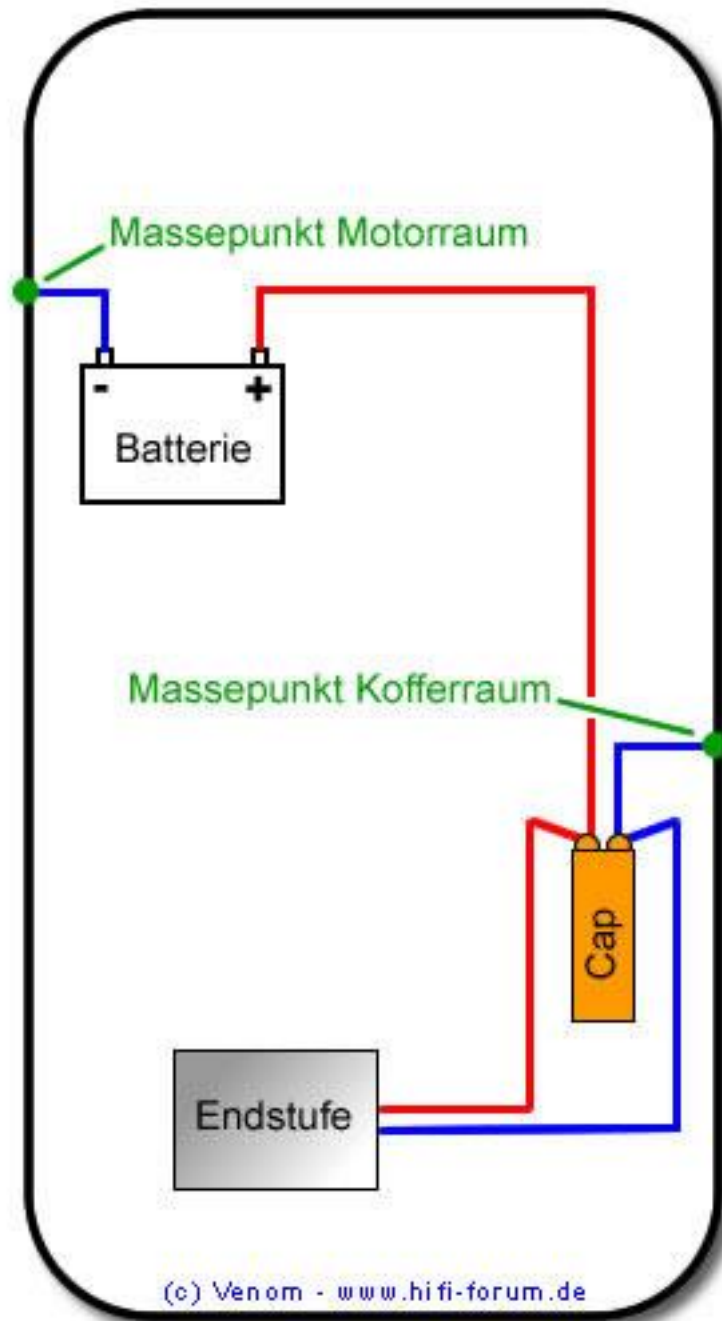 Massepunkt Motorraum
- +
Batterie
Massepunkt Kofferraum
Cap
Endstufe
(c) Venom - www.hifi-forum.de